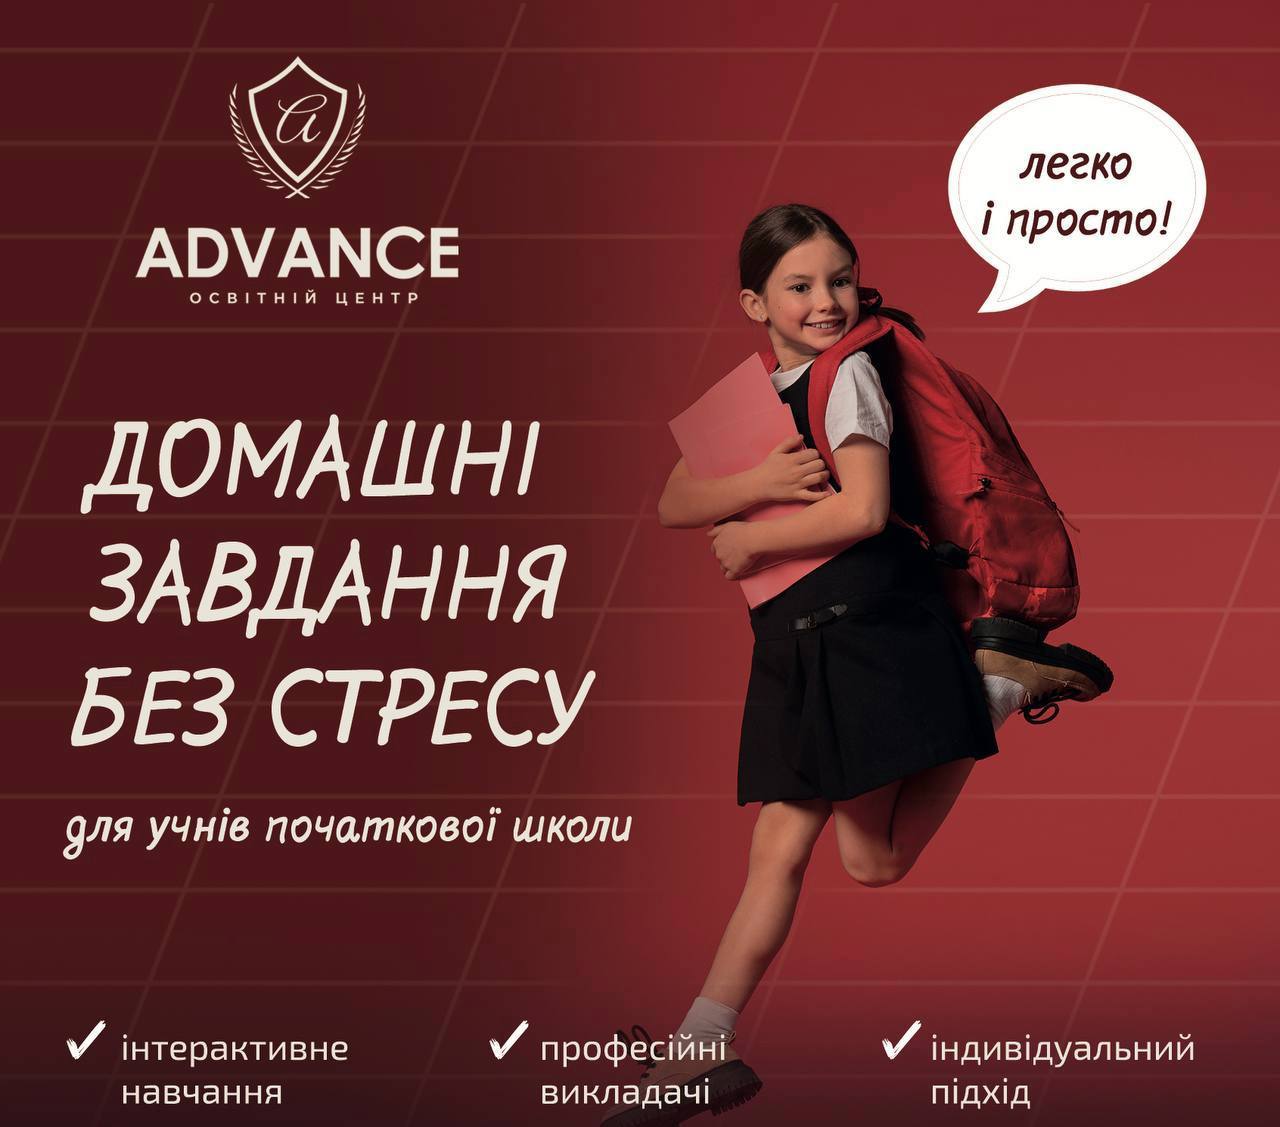 a
ADVANCE
ОСВІТНІЙ ЦЕНТР
легко
і просто!
ДОМАШНІ
ЗАВДАННЯ
БЕЗ СТРЕСУ
для учнів початкової школи
інтерактивне
навчання
професійні
викладачі
індивідуальний
підхід